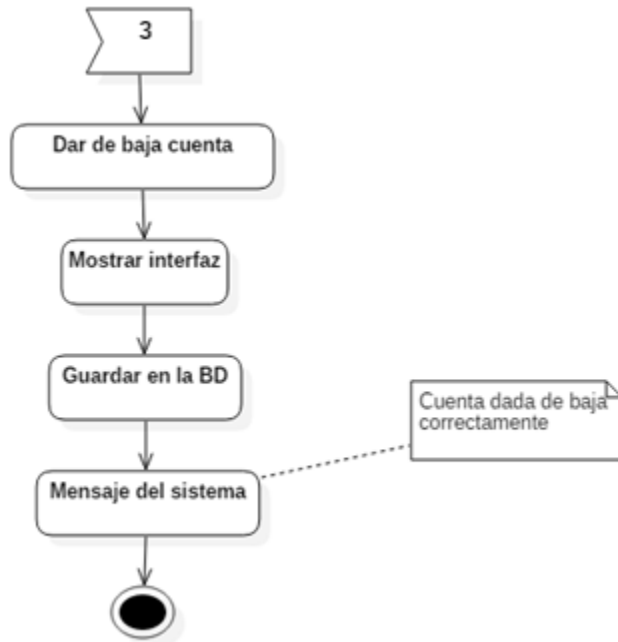 3
Dar de baja cuenta
Mostrar interfaz
Guardar en la BD
Cuenta dada de baja
correctamente
Mensaje del sistema